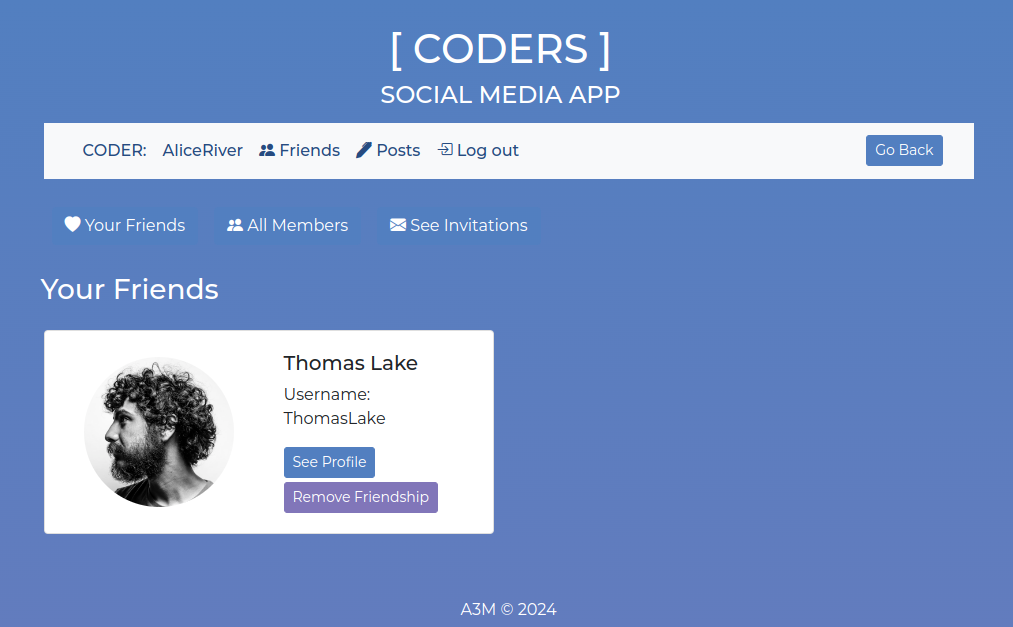 [ CODERS ]
SOCIAL MEDIA APP
CODER: AliceRiver Friends Posts Log out Go Back
Your Friends All Members See Invitations
Your Friends
Thomas Lake
Username:
ThomasLake
See Profile
Remove Friendship
A3M © 2024